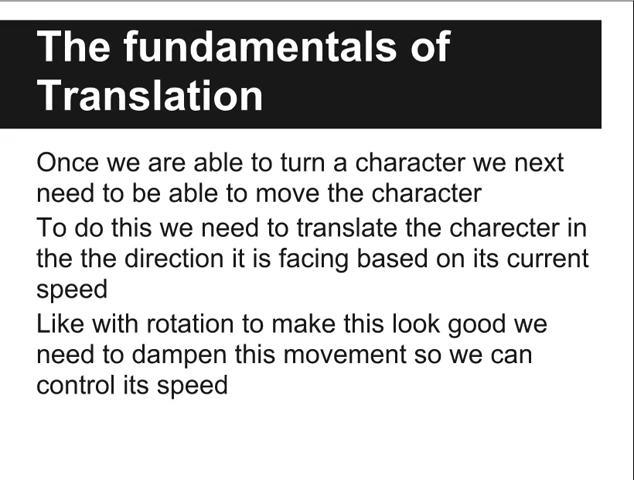 The fundamentals of
Translation
Once we are able to turn a character we next
need to be able to move the character
To do this we need to translate the charecter in
the the direction it is facing based on its current
speed
Like with rotation to make this look good we
need to dampen this movement so we can
control its speed